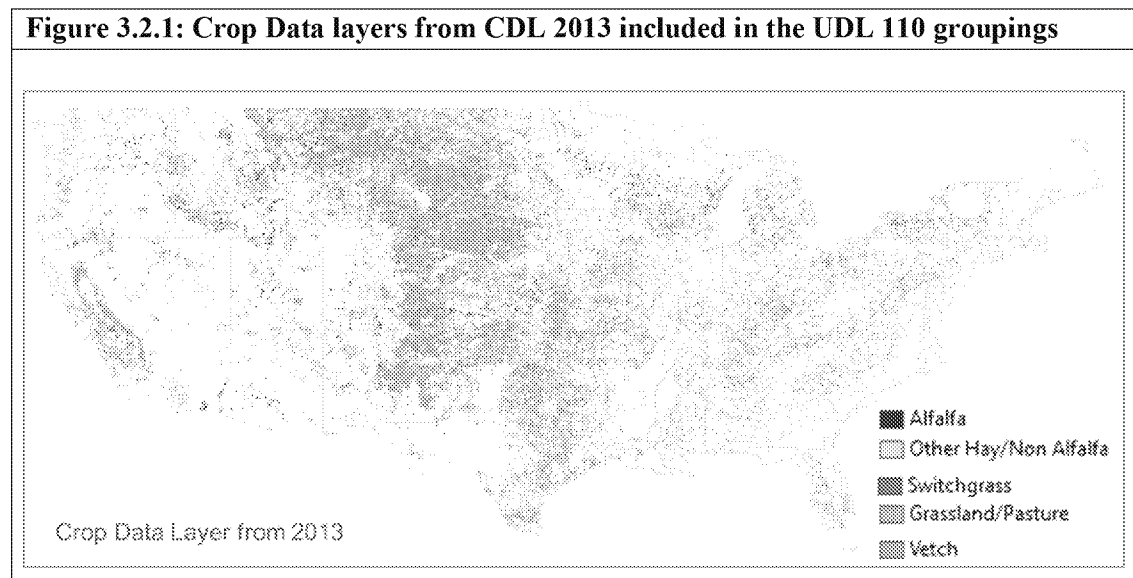 Figure 3.2.1: Crop Data layers from CDL 2013 included in the UDL 110 groupings
Alfalfa
Other Hay/Non Alfalfa
Switchgrass
Grassland/Pasture
Vetch
Crop Data Layer from 2013